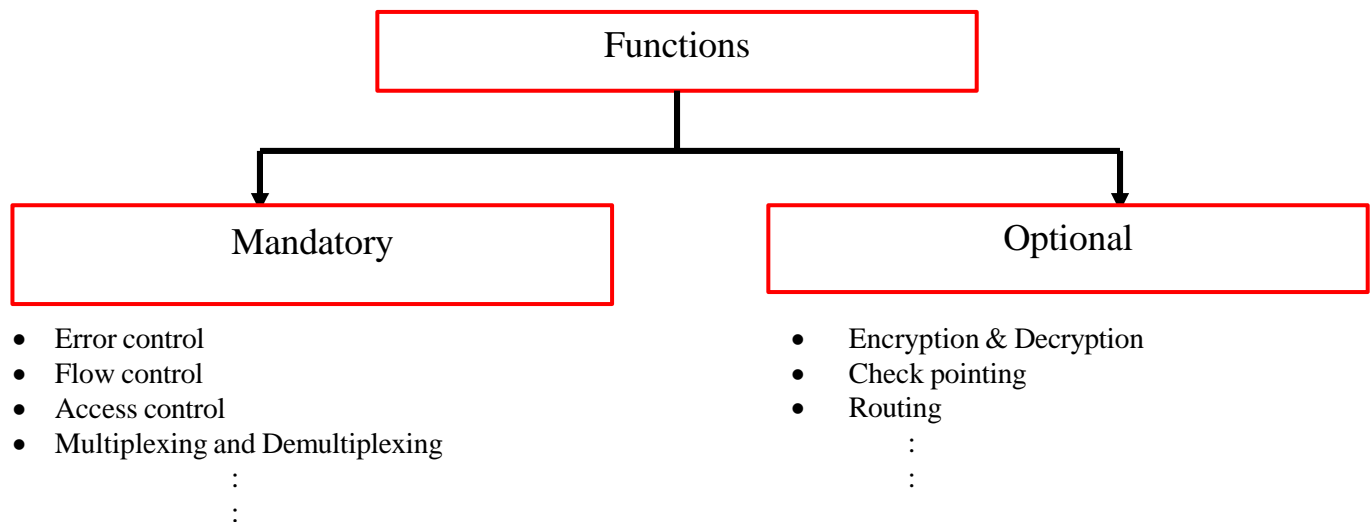 Functions
Mandatory
Optional
• Error control
• Flow control
• Access control
• Multiplexing and Demultiplexing
:
:
• Encryption & Decryption
• Check pointing
• Routing
:
: